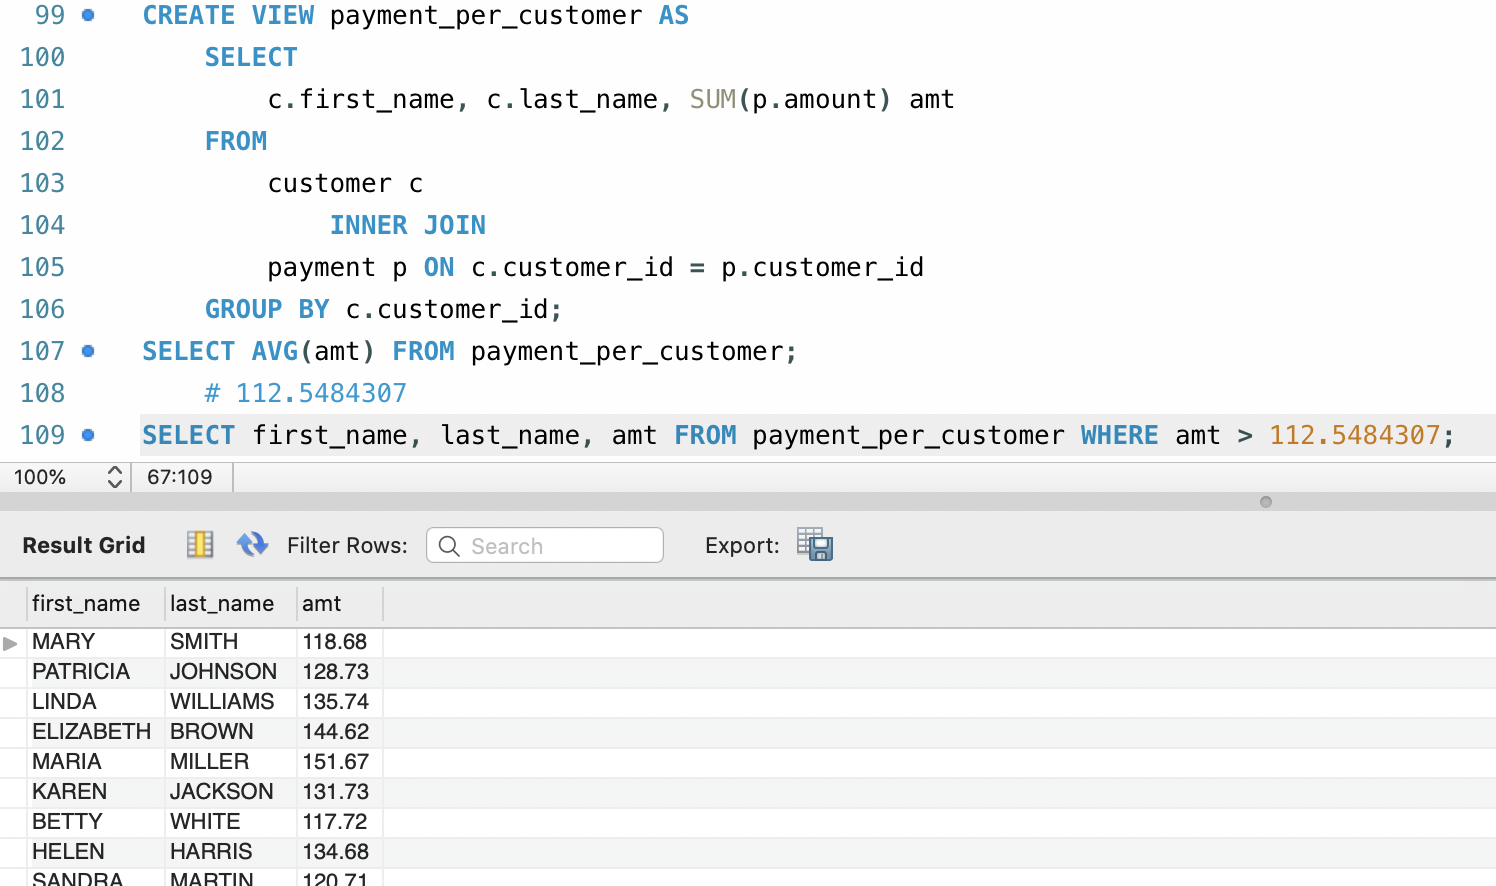 99 CREATE VIEW payment_per_customer AS
100 SELECT
101 c.first_name, c.last_name, SUM(p.amount) amt
102 FROM
103 customer c
104 INNER JOIN
105 payment p ON c.customer_id = p.customer_id
106 GROUP BY c.customer_id;
107 SELECT AVG(amt) FROM payment_per_customer;
108 # 112.5484307
109 SELECT first_name, last_name, amt FROM payment_per_customer WHERE amt > 112.5484307;
100% 67:109
Result Grid Filter Rows: Search Export:
first_name last_name amt
MARY SMITH 118.68
PATRICIA JOHNSON 128.73
LINDA WILLIAMS 135.74
ELIZABETH BROWN 144.62
MARIA MILLER 151.67
KAREN JACKSON 131.73
BETTY WHITE 117.72
HELEN HARRIS 134.68
SANDRA MARTIN 120.71